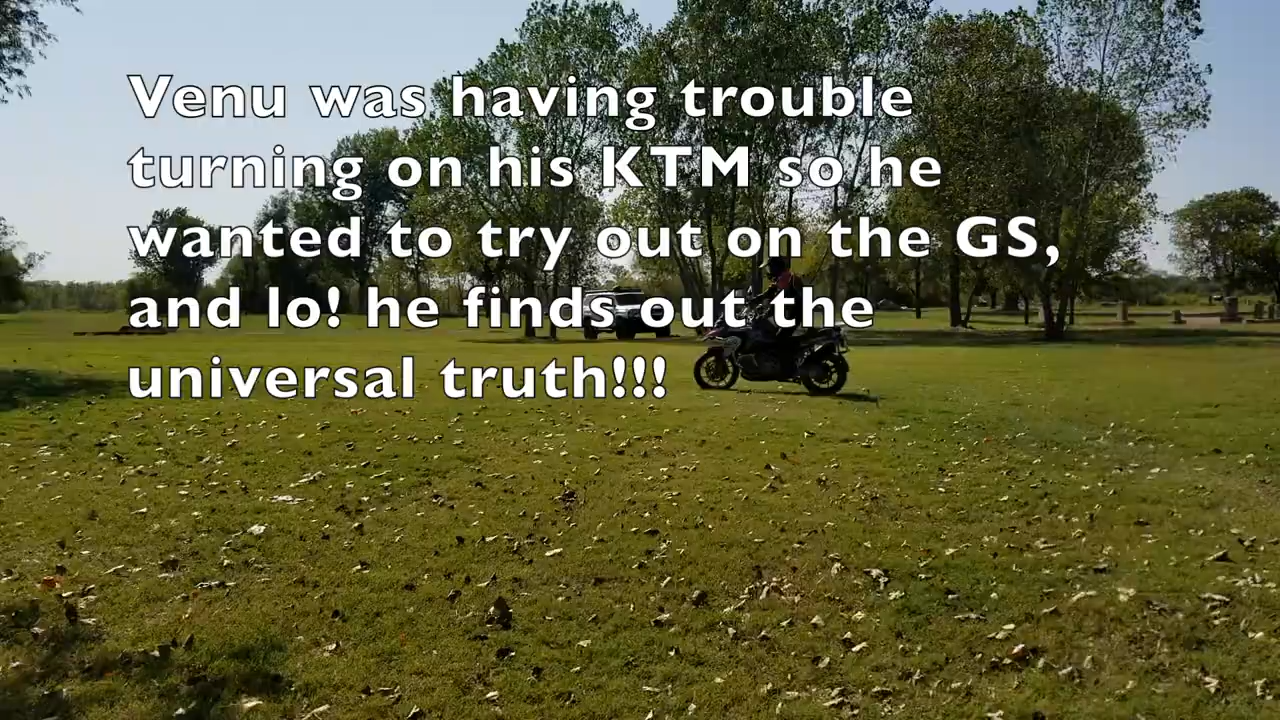 Venu was having trouble
turning on his KTM so he
wanted to try out on the GS,
and lo! he finds out the
universal truth!!!